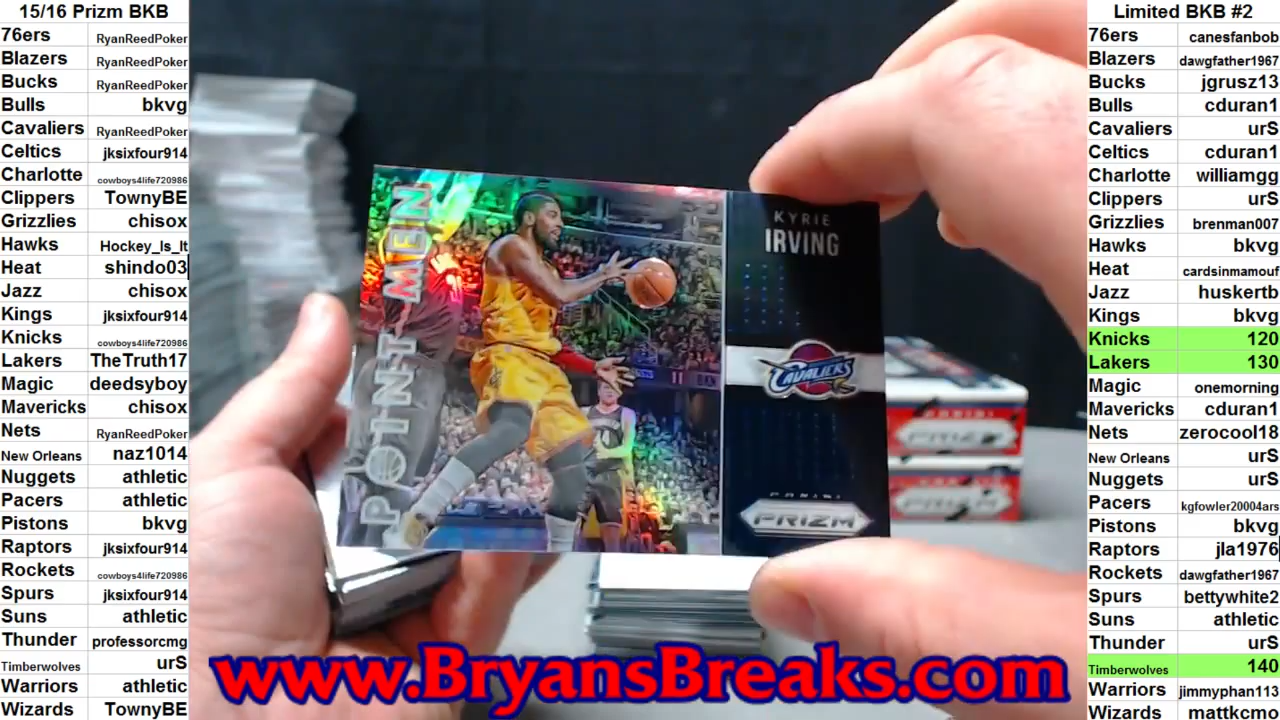 15/16 Prizm BKB
76ers RyanReedPoker
Blazers RyanReedPoker
Bucks RyanReedPoker
Bulls bkvg
Cavaliers RyanReedPoker
Celtics jksixfour914
Charlotte cowboys4life720986
Clippers TownyBE
Grizzlies chisox
Hawks Hockey_Is_It
Heat shindo03
Jazz chisox
Kings jksixfour914
Knicks cowboys4life720986
Lakers TheTruth17
Magic deedsyboy
Mavericks chisox
Nets RyanReedPoker
New Orleans naz1014
Nuggets athletic
Pacers athletic
Pistons bkvg
Raptors jksixfour914
Rockets cowboys4life720986
Spurs jksixfour914
Suns athletic
Thunder professorcmg
Timberwolves urS
Warriors athletic
Wizards TownyBE
POINT MEN
KYRIE
IRVING
CAVALIERS
PANINI
PRIZM
PANINI
PRIZM
PRIZM
www.BryansBreaks.com
Limited BKB #2
76ers canesfanbob
Blazers dawgfather1967
Bucks jgrusz13
Bulls cduran1
Cavaliers urS
Celtics cduran1
Charlotte williamgg
Clippers urS
Grizzlies brenman007
Hawks bkvg
Heat cardsinmamouf
Jazz huskertb
Kings bkvg
Knicks 120
Lakers 130
Magic onemorning
Mavericks cduran1
Nets zerocool18
New Orleans urS
Nuggets urS
Pacers kgfowler20004ars
Pistons bkvg
Raptors jla1976
Rockets dawgfather1967
Spurs bettywhite2
Suns athletic
Thunder urS
Timberwolves 140
Warriors jimmyphan113
Wizards mattkcmo